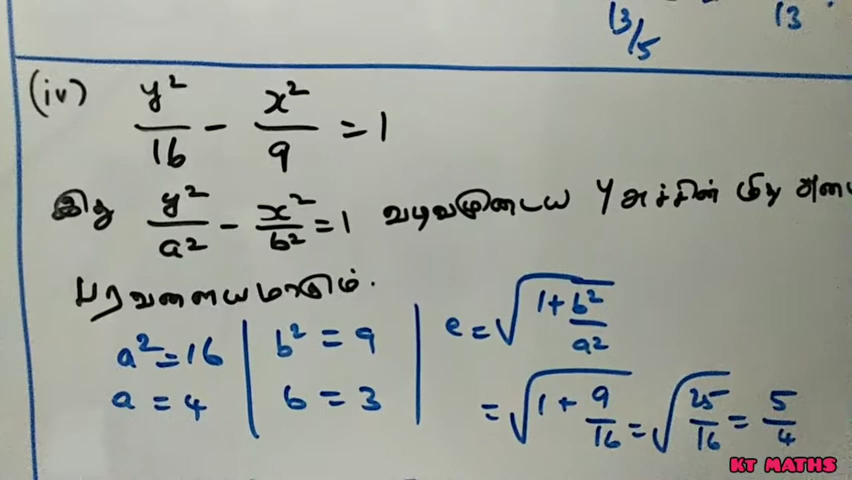 13/5 13
(iv) y²/16 - x²/9 = 1
இது y²/a² - x²/b² = 1 வடிவமுடைய y அச்சின் மீது அமை
பரவளையமாகும்.
a² = 16 | b² = 9 | e = √(1 + b²/a²)
a = 4 | b = 3 | = √(1 + 9/16) = √(25/16) = 5/4
KT MATHS